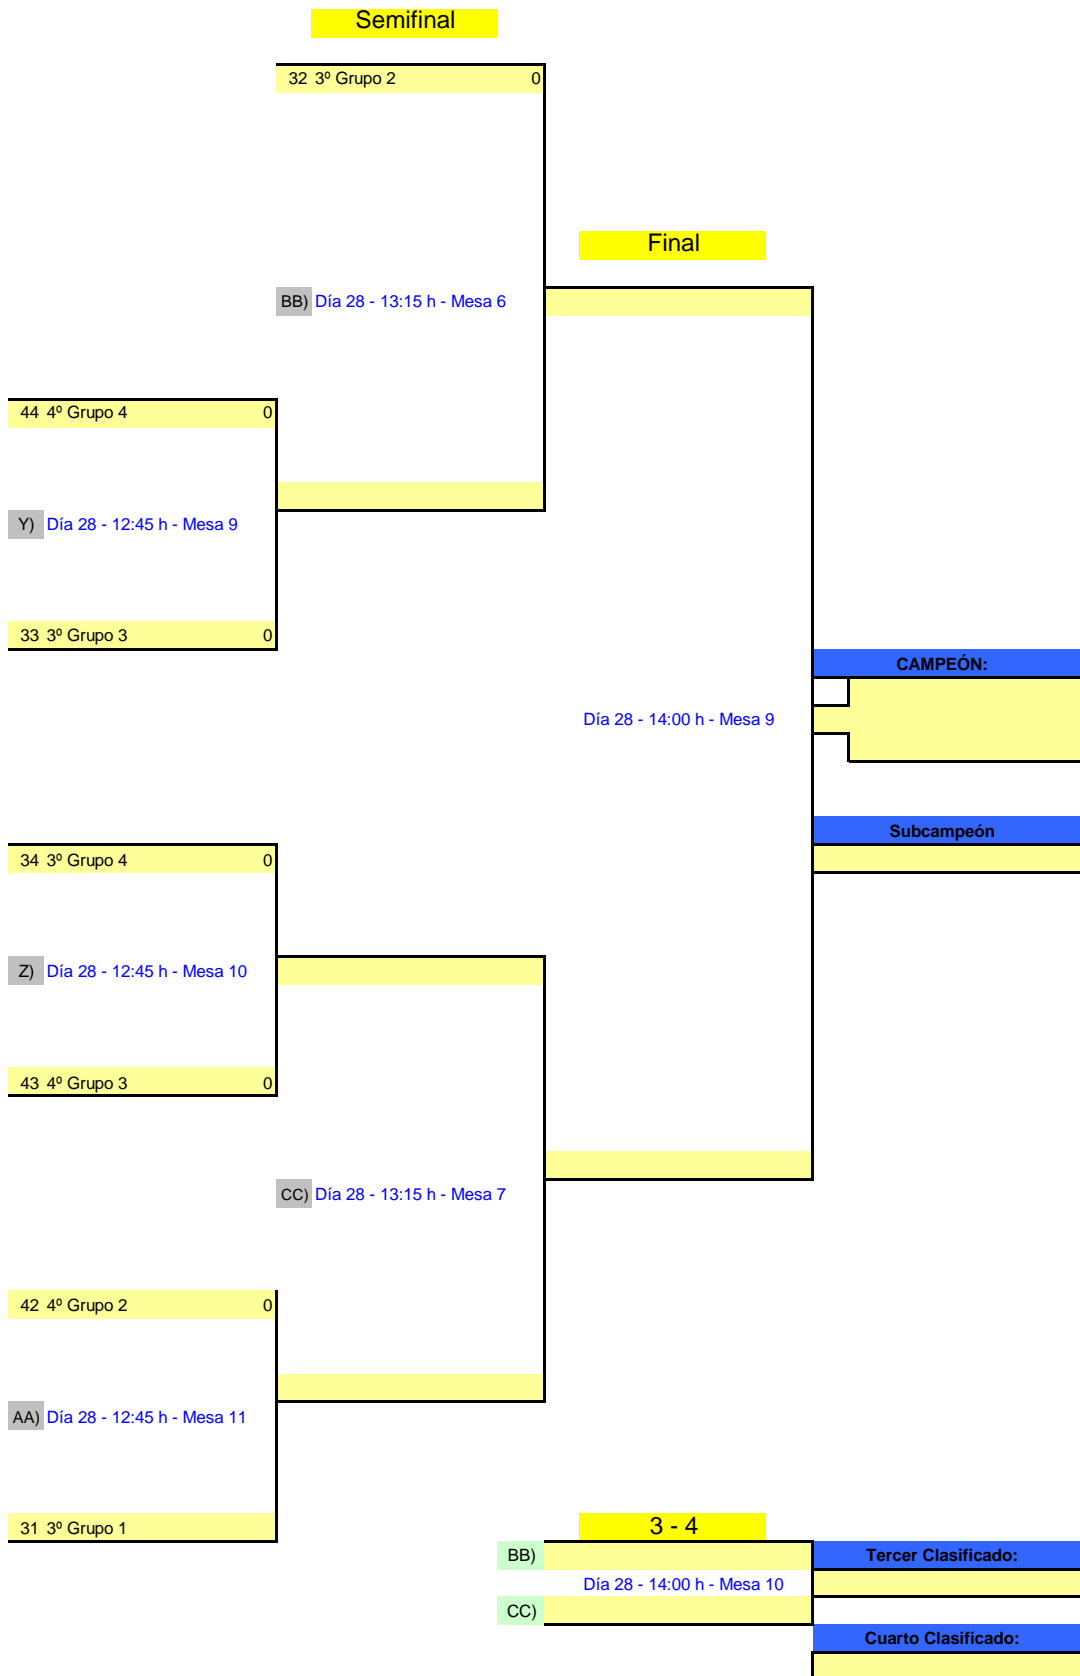 Semifinal
32 3º Grupo 2 0
Final
BB) Día 28 - 13:15 h - Mesa 6
44 4º Grupo 4 0
Y) Día 28 - 12:45 h - Mesa 9
33 3º Grupo 3 0
CAMPEÓN:
Día 28 - 14:00 h - Mesa 9
Subcampeón
34 3º Grupo 4 0
Z) Día 28 - 12:45 h - Mesa 10
43 4º Grupo 3 0
CC) Día 28 - 13:15 h - Mesa 7
42 4º Grupo 2 0
AA) Día 28 - 12:45 h - Mesa 11
31 3º Grupo 1
3 - 4
BB)
Tercer Clasificado:
Día 28 - 14:00 h - Mesa 10
CC)
Cuarto Clasificado: